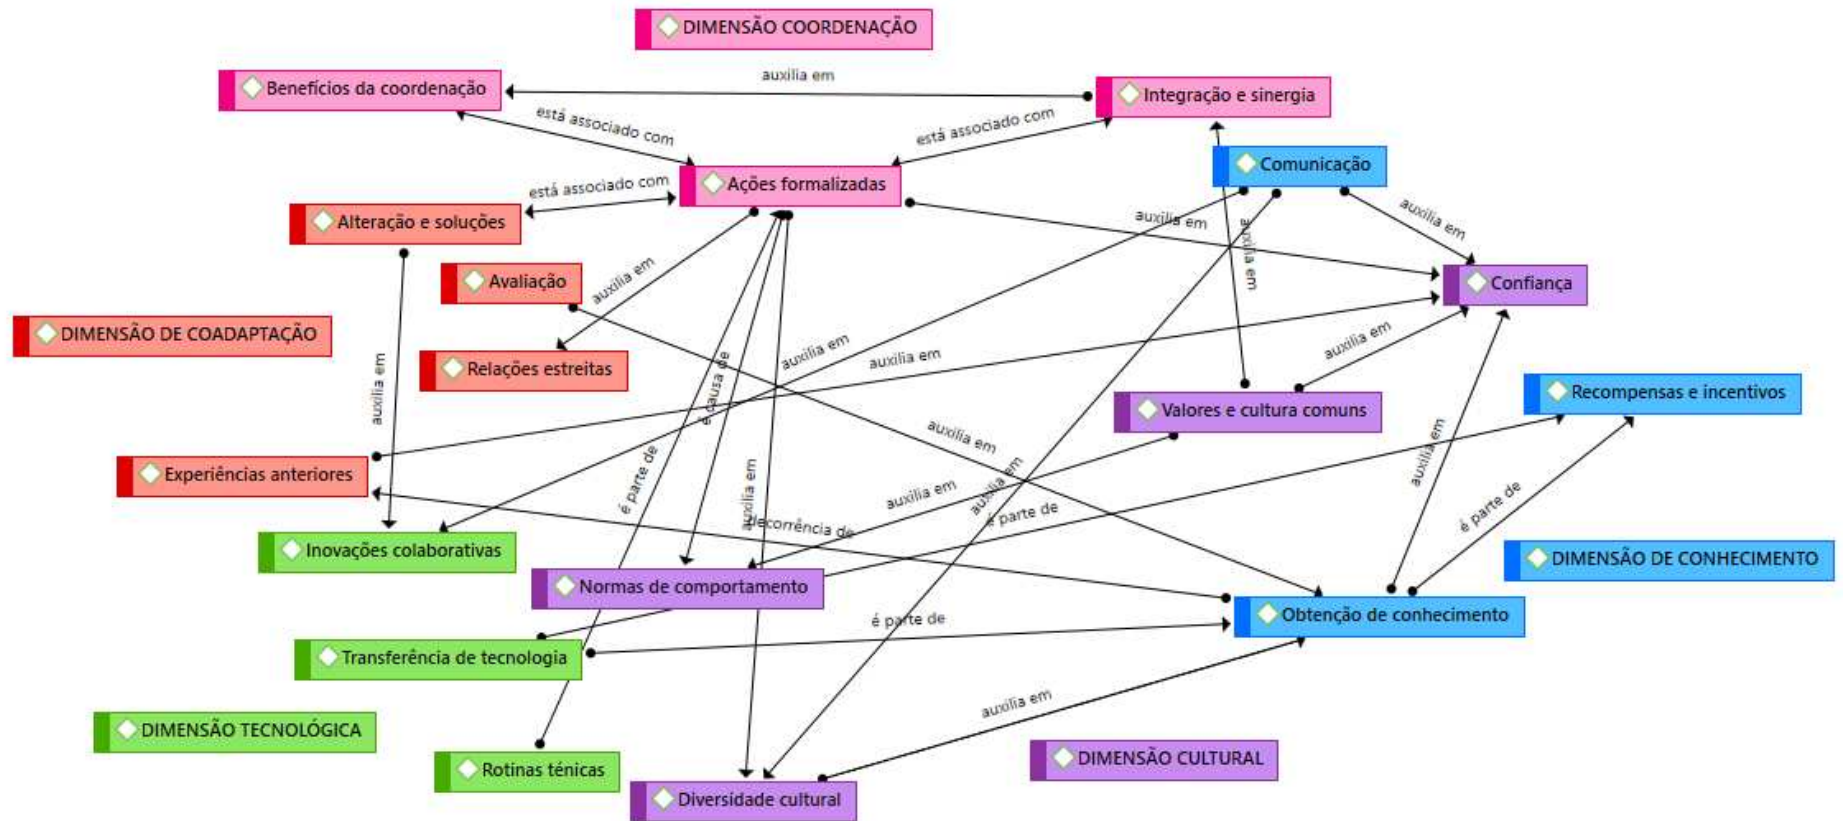 DIMENSÃO COORDENAÇÃO
auxilia em
Benefícios da coordenação
Integração e sinergia
está associado com
está associado com
Comunicação
Ações formalizadas
está associado com
auxilia em
auxilia em
Alteração e soluções
auxilia em
Avaliação
auxilia em
Confiança
DIMENSÃO DE COADAPTAÇÃO
auxilia em
auxilia em
auxilia em
Relações estreitas
auxilia em
é causa de
Recompensas e incentivos
Valores e cultura comuns
auxilia em
auxilia em
Experiências anteriores
é parte de
auxilia em
auxilia em
auxilia em
é parte de
é parte de
decorrência de
Inovações colaborativas
DIMENSÃO DE CONHECIMENTO
Normas de comportamento
Obtenção de conhecimento
é parte de
Transferência de tecnologia
auxilia em
DIMENSÃO TECNOLÓGICA
DIMENSÃO CULTURAL
Rotinas ténicas
Diversidade cultural